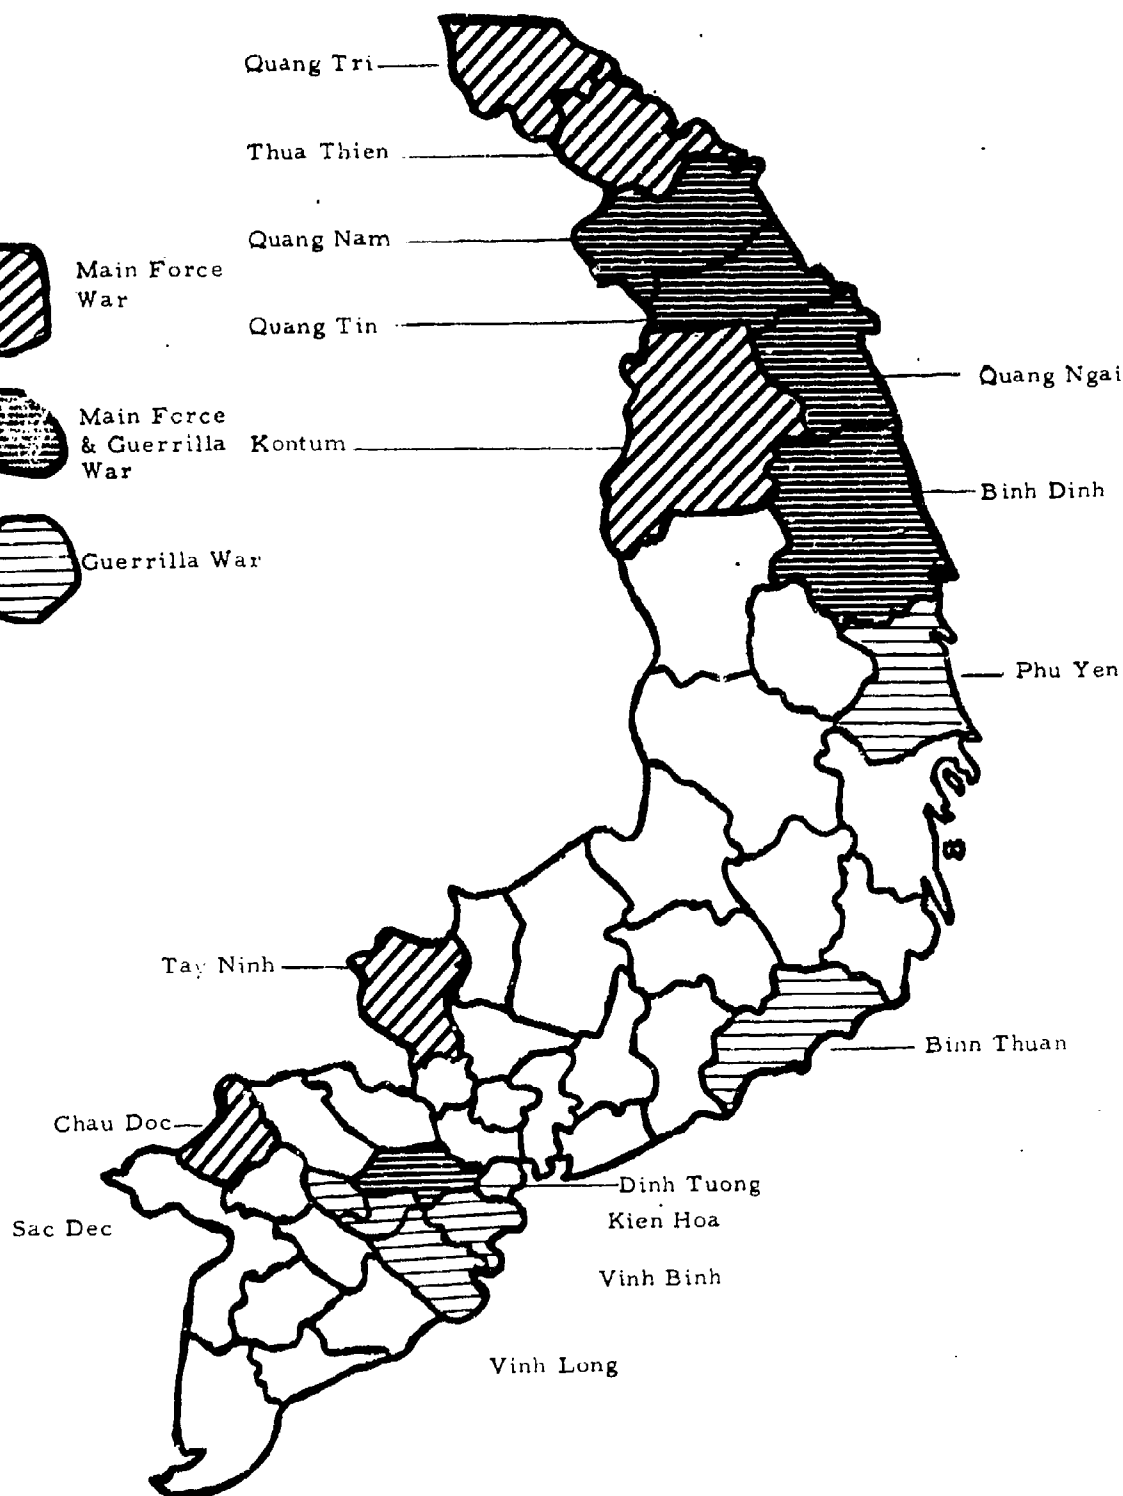 Quang Tri
Thua Thien
Quang Nam
Main Force
War
Quang Tin
Quang Ngai
Main Force
& Guerrilla
War
Kontum
Binh Dinh
Guerrilla War
Phu Yen
Tay Ninh
Binn Thuan
Chau Doc
Dinh Tuong
Sac Dec
Kien Hoa
Vinh Binh
Vinh Long